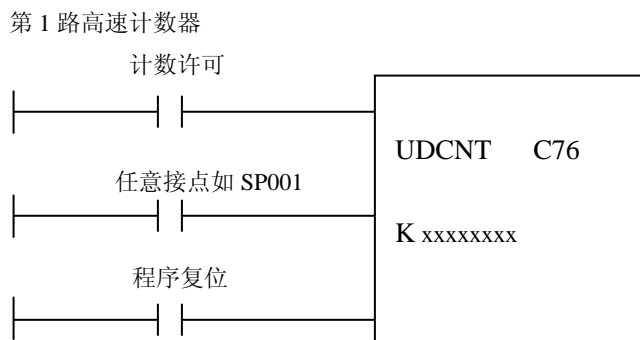 第 1 路高速计数器
计数许可
UDCNT C76
任意接点如 SP001
K xxxxxxxx
程序复位